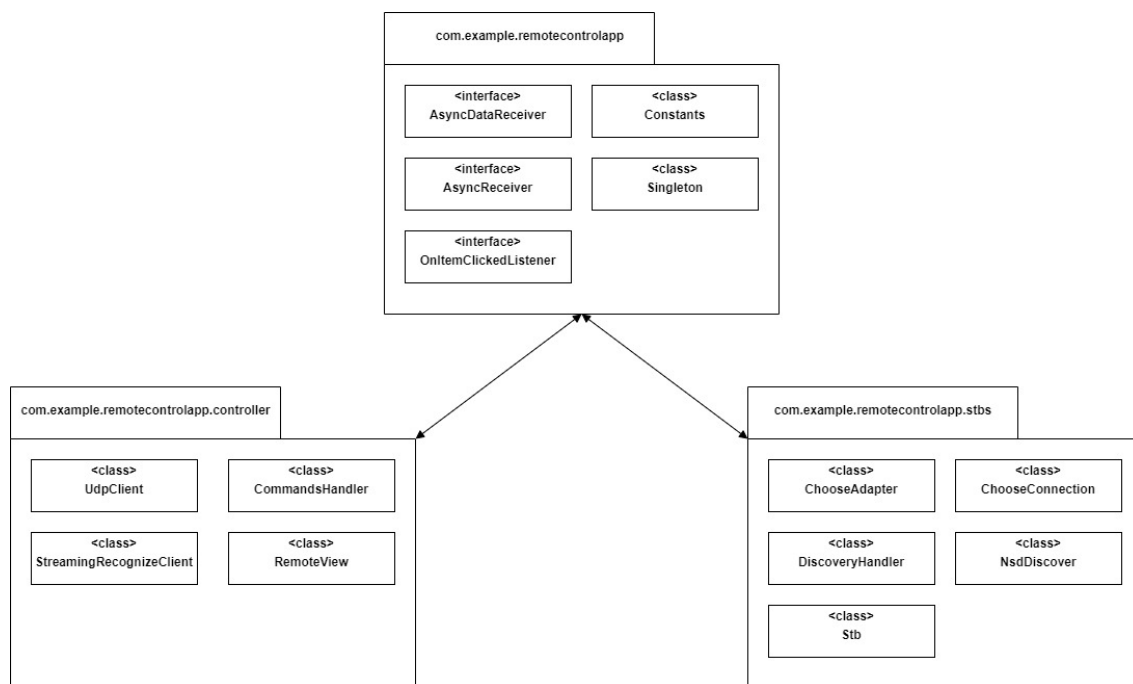 com.example.remotecontrolapp
<interface>
AsyncDataReceiver
<class>
Constants
<interface>
AsyncReceiver
<class>
Singleton
<interface>
OnItemClickedListener
com.example.remotecontrolapp.controller
<class>
UdpClient
<class>
CommandsHandler
<class>
StreamingRecognizeClient
<class>
RemoteView
com.example.remotecontrolapp.stbs
<class>
ChooseAdapter
<class>
ChooseConnection
<class>
DiscoveryHandler
<class>
NsdDiscover
<class>
Stb